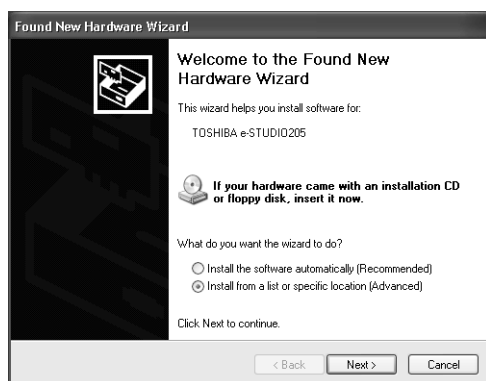 Found New Hardware Wizard
Welcome to the Found New
Hardware Wizard
This wizard helps you install software for:
TOSHIBA e-STUDIO205
If your hardware came with an installation CD
or floppy disk, insert it now.
What do you want the wizard to do?
Install the software automatically (Recommended)
Install from a list or specific location (Advanced)
Click Next to continue.
< Back Next > Cancel